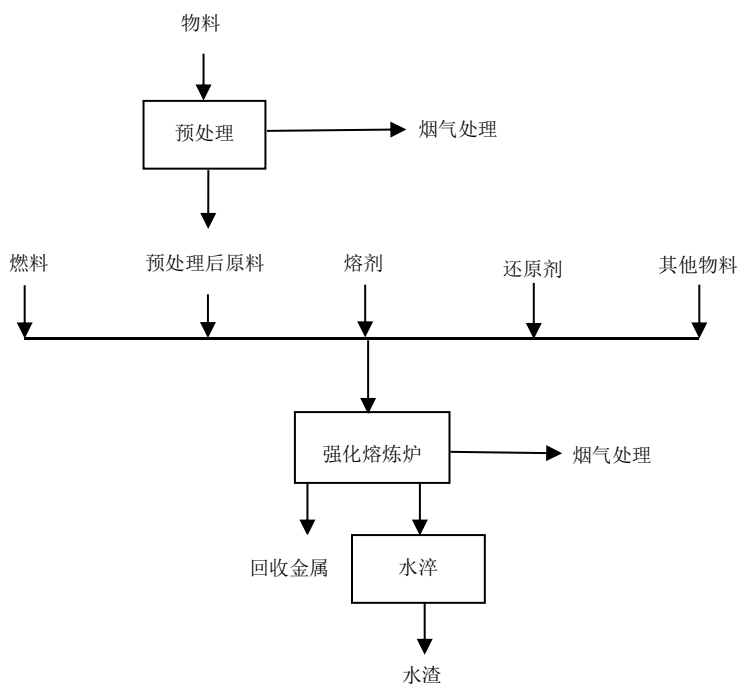 物料
预处理
烟气处理
燃料
预处理后原料
熔剂
还原剂
其他物料
强化熔炼炉
烟气处理
回收金属
水淬
水渣